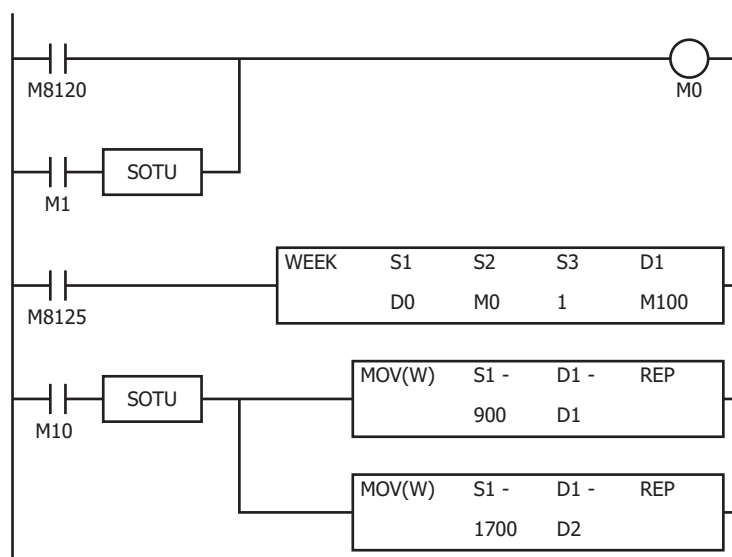 M8120
M0
SOTU
M1
WEEK S1 S2 S3 D1
D0 M0 1 M100
M8125
MOV(W) S1 - D1 - REP
900 D1
SOTU
M10
MOV(W) S1 - D1 - REP
1700 D2